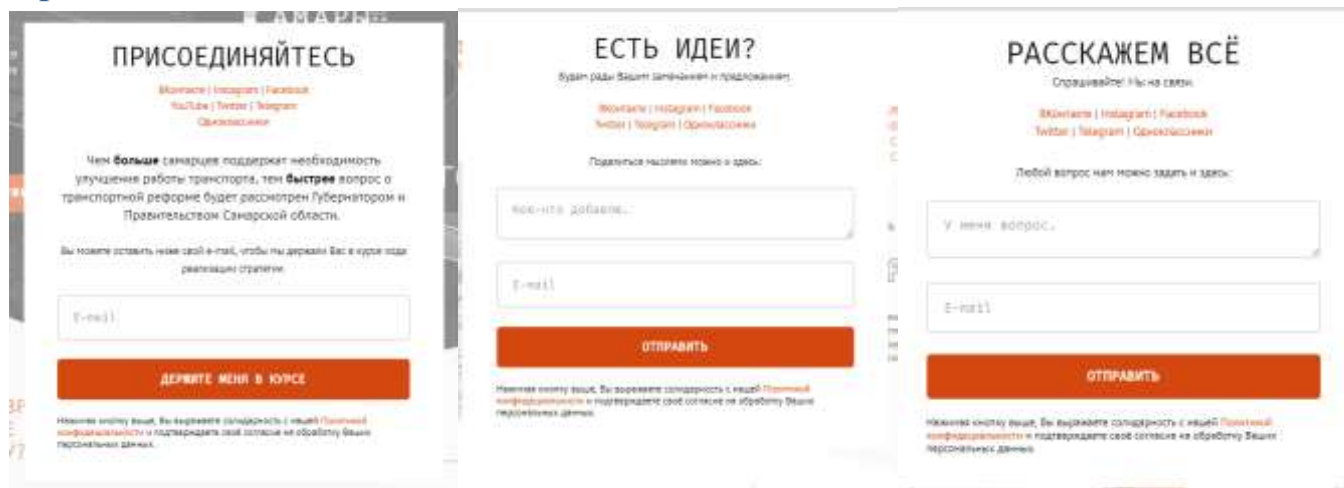 ПРИСОЕДИНЯЙТЕСЬ
ВКонтакте | Instagram | Facebook
YouTube | Twitter | Telegram
Одноклассники
Чем больше самарцев поддержат необходимость
улучшения работы транспорта, тем быстрее вопрос о
транспортной реформе будет рассмотрен Губернатором и
Правительством Самарской области.
Вы можете оставить ниже свой e-mail, чтобы мы держали Вас в курсе хода
реализации стратегии.
E-mail
ДЕРЖИТЕ МЕНЯ В КУРСЕ
Нажимая кнопку выше, Вы выражаете солидарность с нашей Политикой
конфиденциальности и подтверждаете своё согласие на обработку Ваших
персональных данных.
ЕСТЬ ИДЕИ?
Будем рады Вашим замечаниям и предложениям.
ВКонтакте | Instagram | Facebook
Twitter | Telegram | Одноклассники
Поделиться мыслями можно и здесь:
Кое-что добавлю...
E-mail
ОТПРАВИТЬ
Нажимая кнопку выше, Вы выражаете солидарность с нашей Политикой
конфиденциальности и подтверждаете своё согласие на обработку Ваших
персональных данных.
РАССКАЖЕМ ВСЁ
Спрашивайте! Мы на связи.
ВКонтакте | Instagram | Facebook
Twitter | Telegram | Одноклассники
Любой вопрос нам можно задать и здесь:
У меня вопрос...
E-mail
ОТПРАВИТЬ
Нажимая кнопку выше, Вы выражаете солидарность с нашей Политикой
конфиденциальности и подтверждаете своё согласие на обработку Ваших
персональных данных.